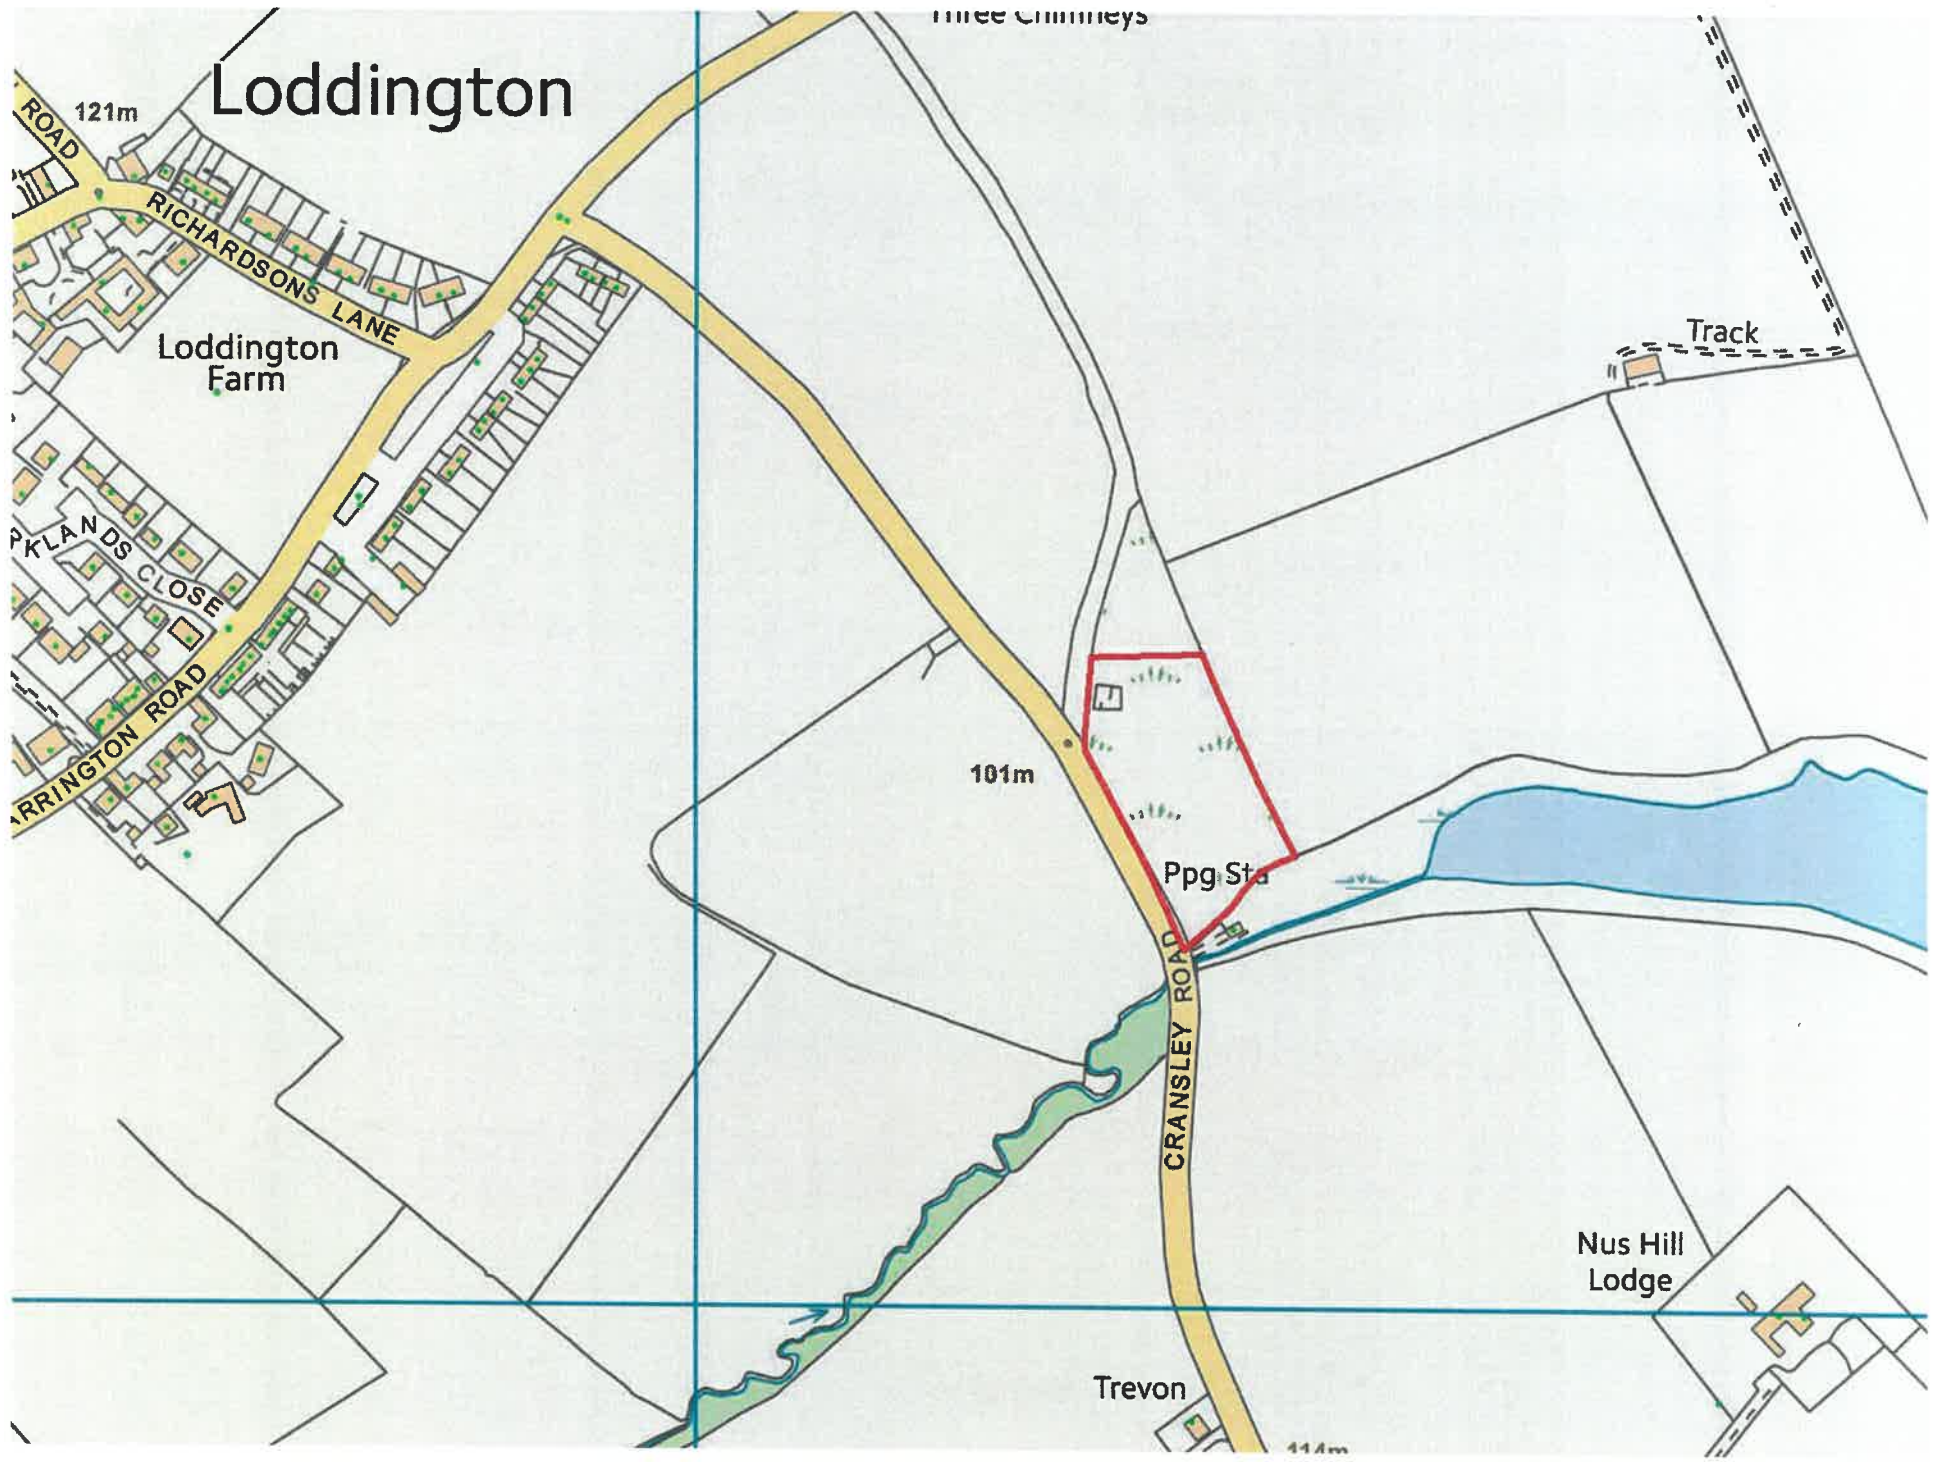 Three Chimneys
Loddington
ROAD
121m
RICHARDSONS LANE
Loddington
Farm
Track
RKLANDS CLOSE
ARRINGTON ROAD
101m
Ppg Sta
CRANSLEY ROAD
Nus Hill
Lodge
Trevon
114m